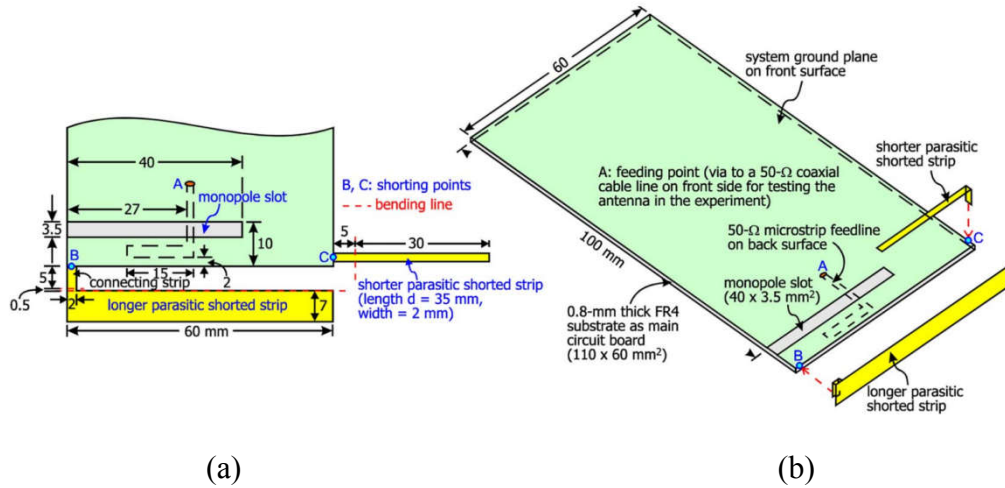 40
A
monopole slot
B, C: shorting points
bending line
27
3.5
10
B
C
5
30
connecting strip
15
2
shorter parasitic
shorted strip
(length d = 35 mm,
width = 2 mm)
5
0.5
2
longer parasitic shorted strip
7
60 mm
60
system ground plane
on front surface
shorter parasitic
shorted strip
A: feeding point (via to a 50-Ω coaxial
cable line on front side for testing the
antenna in the experiment)
C
50-Ω microstrip feedline
on back surface
100 mm
A
monopole slot
(40 x 3.5 mm²)
0.8-mm thick FR4
substrate as main
circuit board
(110 x 60 mm²)
B
longer parasitic
shorted strip
(a)
(b)